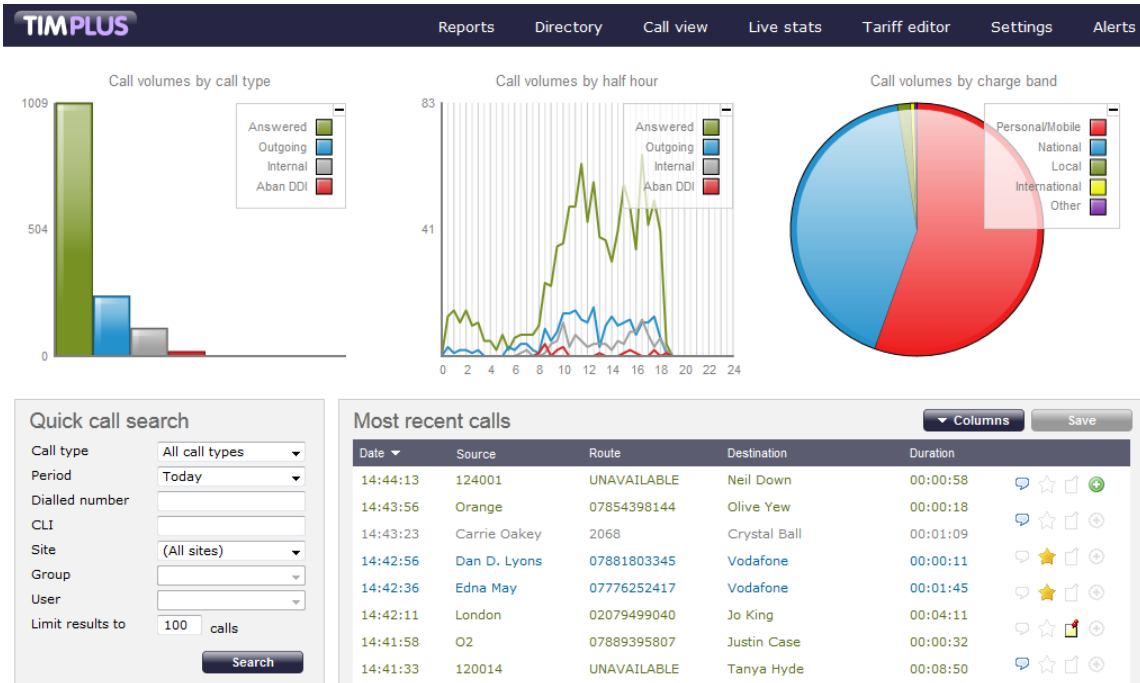 TIMPLUS
Reports Directory Call view Live stats Tariff editor Settings Alerts
Call volumes by call type
1009
504
0
Answered
Outgoing
Internal
Aban DDI
Call volumes by half hour
83
41
0 2 4 6 8 10 12 14 16 18 20 22 24
Answered
Outgoing
Internal
Aban DDI
Call volumes by charge band
Personal/Mobile
National
Local
International
Other
Quick call search
Call type All call types
Period Today
Dialled number
CLI
Site (All sites)
Group
User
Limit results to 100 calls
Search
Most recent calls
Columns Save
Date Source Route Destination Duration
14:44:13 124001 UNAVAILABLE Neil Down 00:00:58
14:43:56 Orange 07854398144 Olive Yew 00:00:18
14:43:23 Carrie Oakey 2068 Crystal Ball 00:01:09
14:42:56 Dan D. Lyons 07881803345 Vodafone 00:00:11
14:42:36 Edna May 07776252417 Vodafone 00:01:45
14:42:11 London 02079499040 Jo King 00:04:11
14:41:58 O2 07889395807 Justin Case 00:00:32
14:41:33 120014 UNAVAILABLE Tanya Hyde 00:08:50